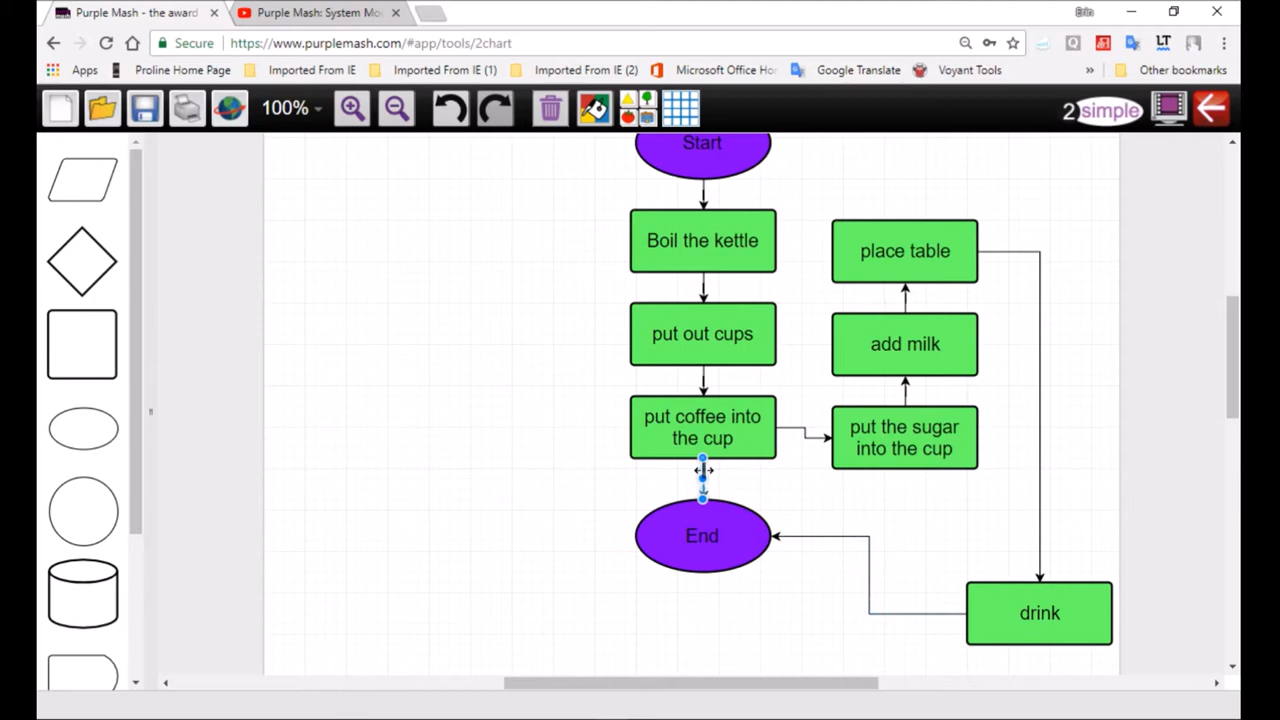 Purple Mash - the award
Purple Mash: System Mo
Erin
Secure
https://www.purplemash.com/#app/tools/2chart
Apps
Proline Home Page
Imported From IE
Imported From IE (1)
Imported From IE (2)
Microsoft Office Ho
Google Translate
Voyant Tools
»
Other bookmarks
100%
2simple
Start
Boil the kettle
place table
put out cups
add milk
put coffee into
the cup
put the sugar
into the cup
End
drink